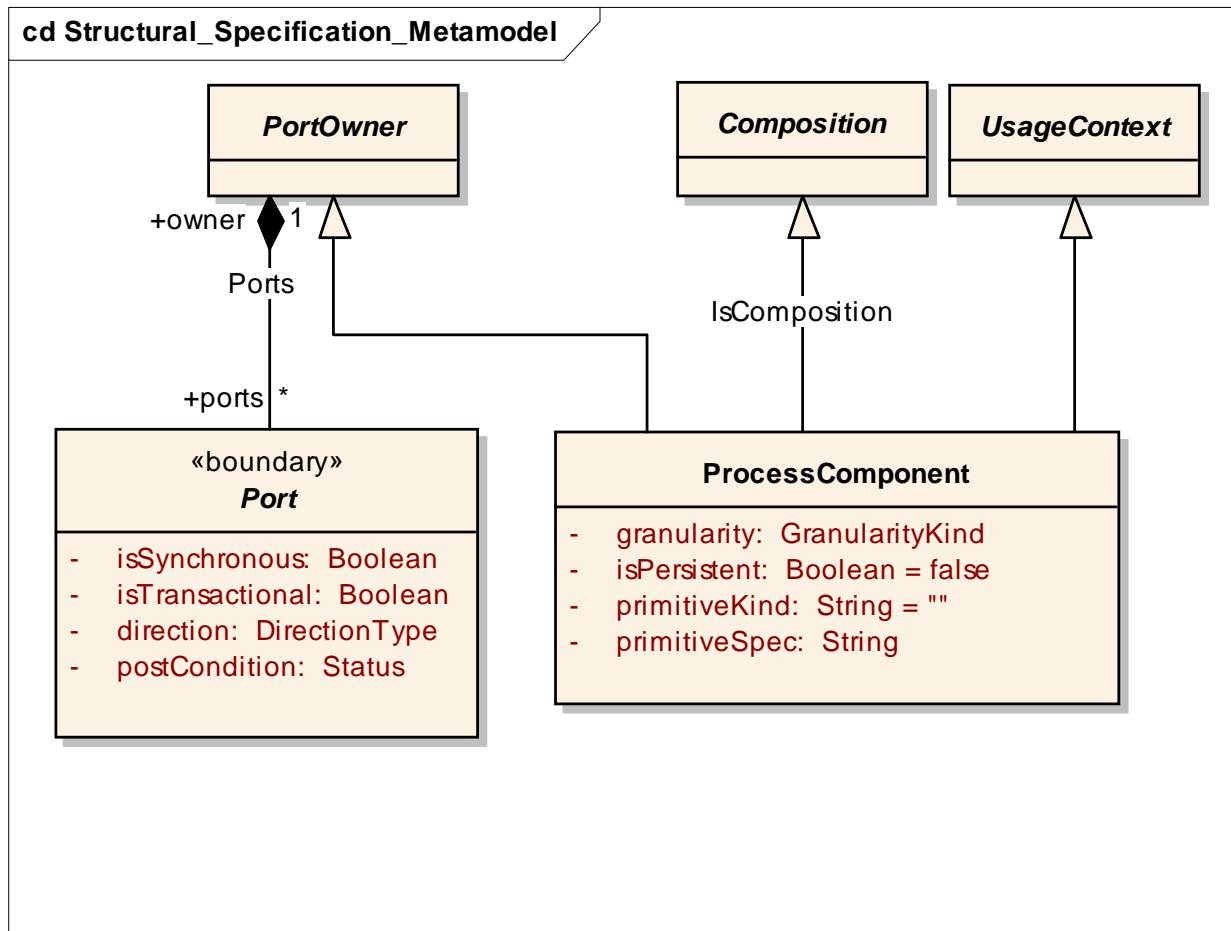 cd Structural_Specification_Metamodel
PortOwner
Composition
UsageContext
+owner
1
Ports
IsComposition
+ports
*
«boundary»
Port
- isSynchronous: Boolean
- isTransactional: Boolean
- direction: DirectionType
- postCondition: Status
ProcessComponent
- granularity: GranularityKind
- isPersistent: Boolean = false
- primitiveKind: String = ""
- primitiveSpec: String